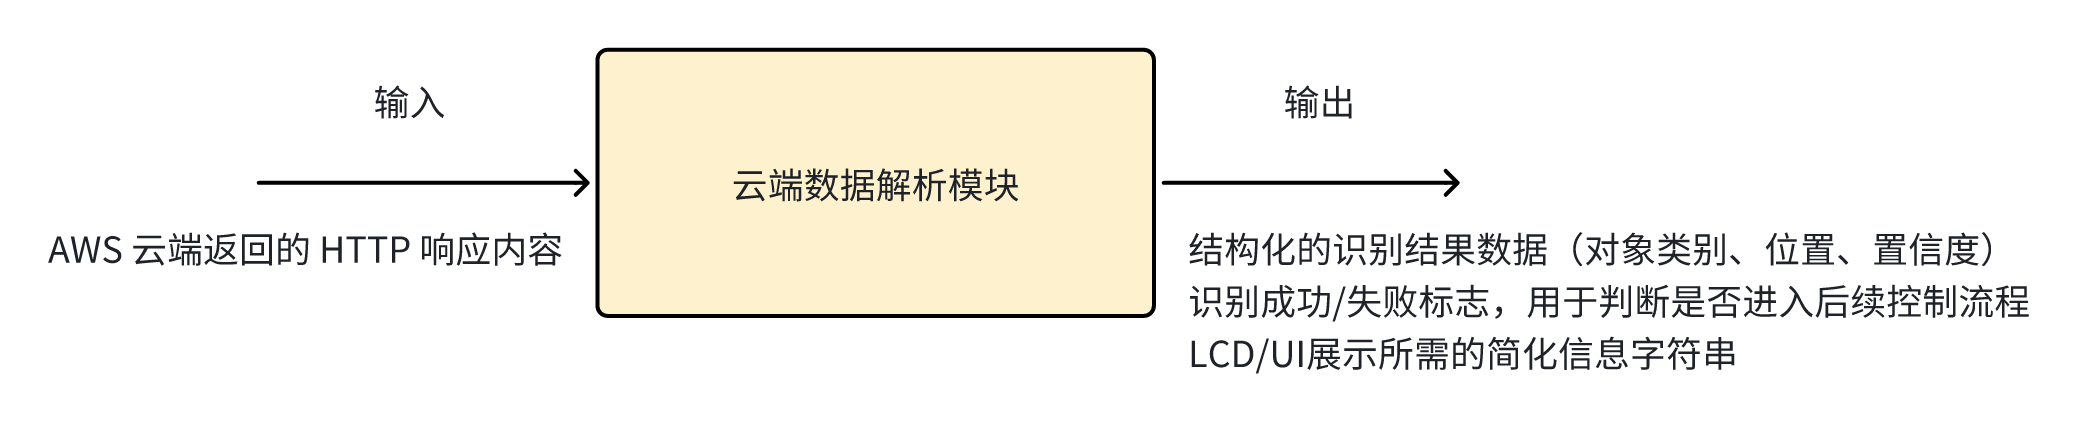 输入
输出
云端数据解析模块
AWS 云端返回的 HTTP 响应内容
结构化的识别结果数据（对象类别、位置、置信度）
识别成功/失败标志，用于判断是否进入后续控制流程
LCD/UI展示所需的简化信息字符串